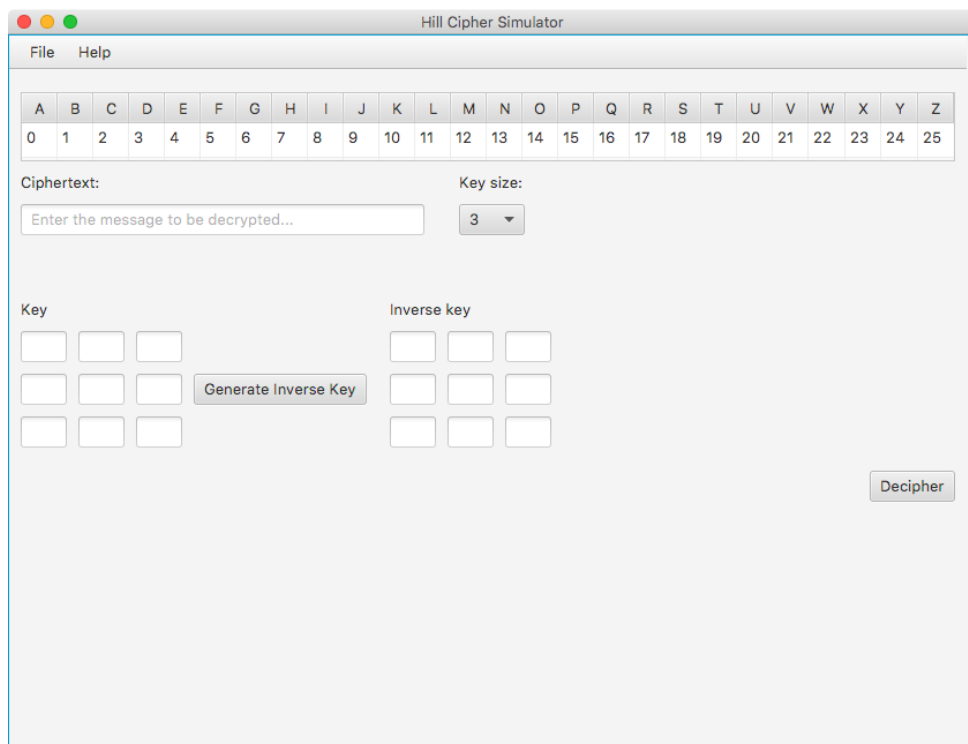 Hill Cipher Simulator
File Help
A B C D E F G H I J K L M N O P Q R S T U V W X Y Z
0 1 2 3 4 5 6 7 8 9 10 11 12 13 14 15 16 17 18 19 20 21 22 23 24 25
Ciphertext: Key size:
Enter the message to be decrypted... 3
Key Inverse key
Generate Inverse Key
Decipher